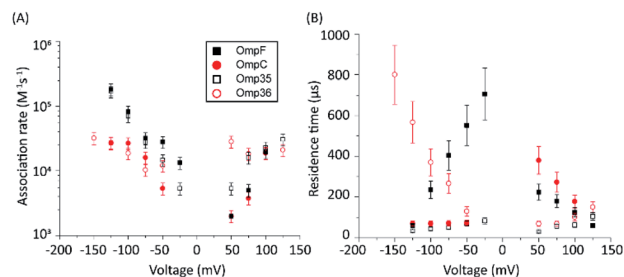 (A)
Association rate (M⁻¹s⁻¹)
10⁶
10⁵
10⁴
10³
OmpF
OmpC
Omp35
Omp36
-200 -150 -100 -50 0 50 100 150
Voltage (mV)
(B)
Residence time (μs)
1000
800
600
400
200
0
-200 -150 -100 -50 0 50 100 150
Voltage (mV)